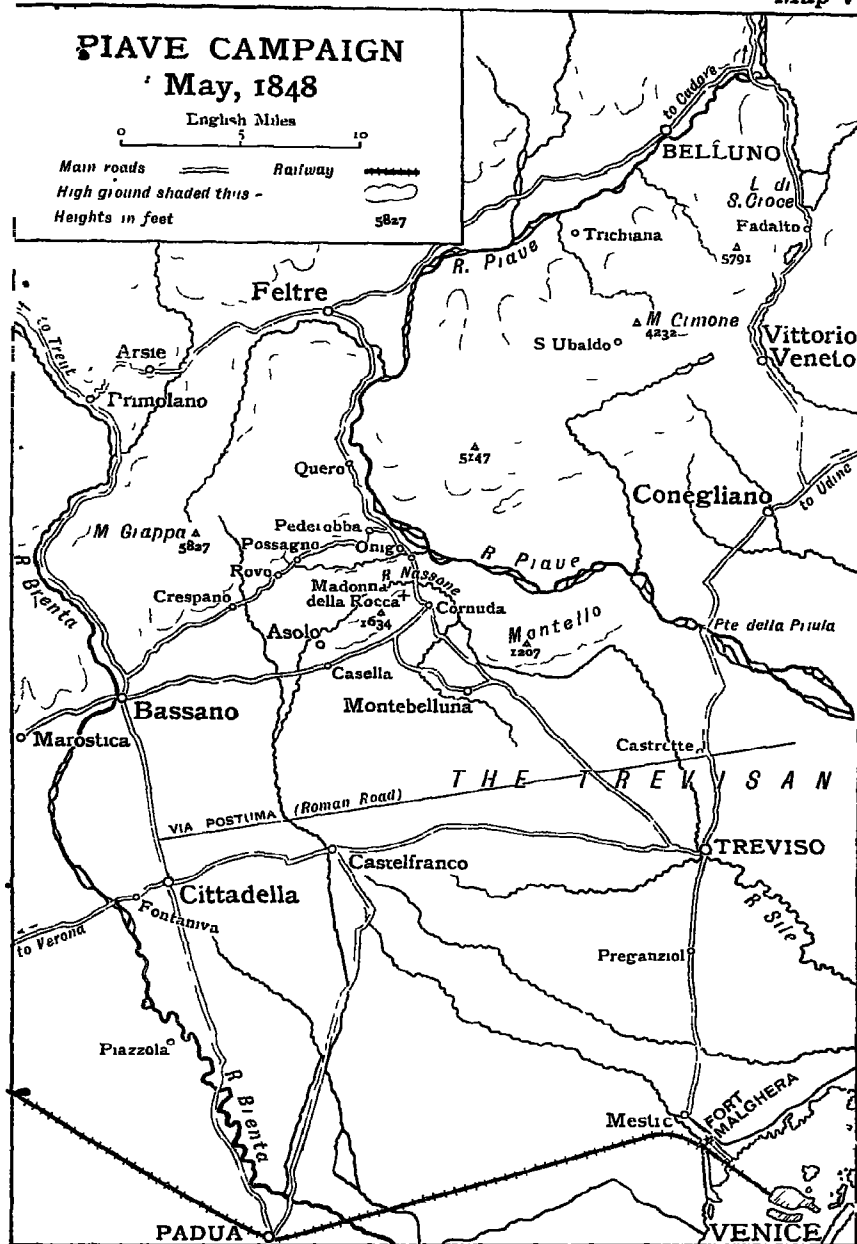 Map V
PIAVE CAMPAIGN
May, 1848
English Miles
0 5 10
Main roads Railway
High ground shaded thus -
Heights in feet 5827
to Cadore
BELLUNO
L di
S. Croce
Fadalto
5791
Trichiana
R. Piave
Feltre
M Cimone
4232
S Ubaldo
Vittorio
Veneto
to Trent
Arsie
Primolano
5147
Quero
Conegliano
to Udine
M Grappa
5827
Pederobba
Onigo
Possagno
Rovo
Crespano
R Piave
R Nassone
Madonna
della Rocca
1634
Cornuda
Asolo
Casella
Montello
1207
Pte della Priula
R Brenta
Bassano
Montebelluna
Marostica
Castrette
THE TREVISAN
VIA POSTUMA (Roman Road)
TREVISO
Castelfranco
Cittadella
Fontaniva
to Verona
R Sile
Preganziol
Piazzola
R Brenta
Mestre
FORT
MALGHERA
PADUA
VENICE